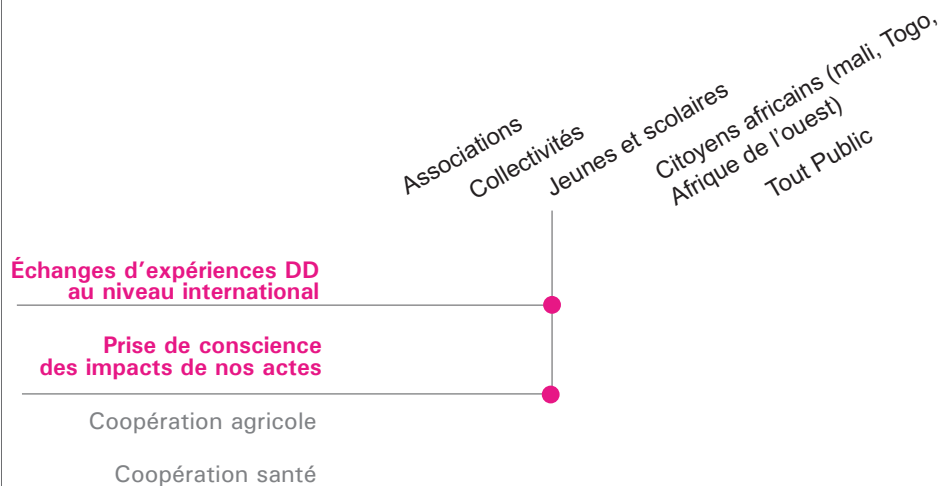 Associations
Collectivités
Jeunes et scolaires
Citoyens africains (mali, Togo,
Afrique de l'ouest)
Tout Public
Échanges d'expériences DD
au niveau international
Prise de conscience
des impacts de nos actes
Coopération agricole
Coopération santé